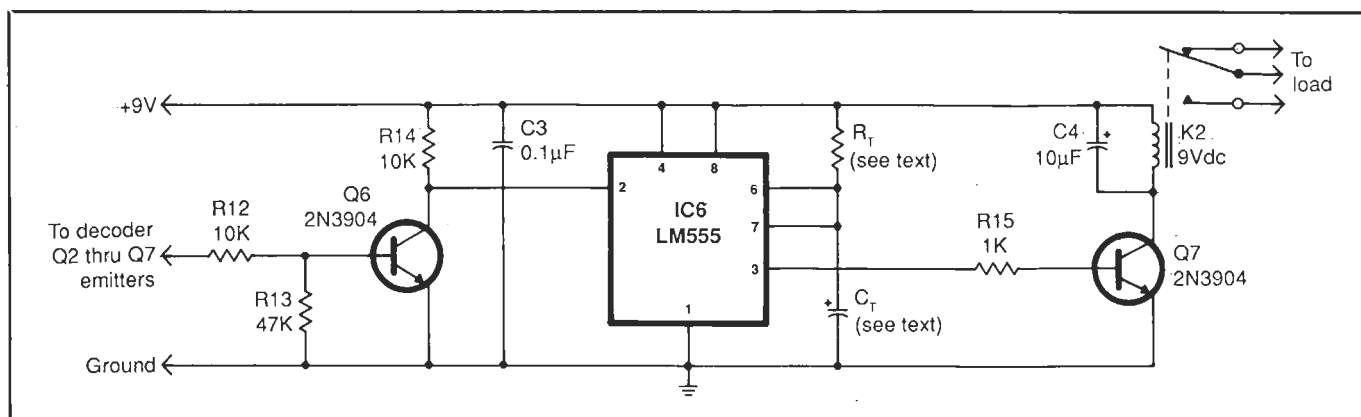 +9V
R14
10K
C3
0.1µF
4
8
R_T
(see text)
C4
10µF
K2
9Vdc
To
load
Q6
2N3904
2
6
IC6
LM555
7
3
1
R12
10K
To decoder
Q2 thru Q7
emitters
R13
47K
C_T
(see text)
R15
1K
Q7
2N3904
Ground
+
+